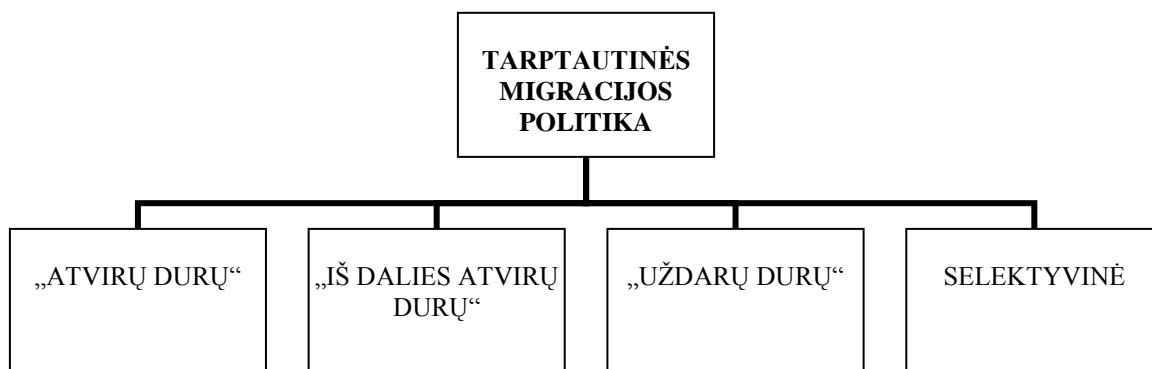 TARPTAUTINĖS
MIGRACIJOS
POLITIKA
„ATVIRŲ DURŲ“
„IŠ DALIES ATVIRŲ
DURŲ“
„UŽDARŲ DURŲ“
SELEKTYVINĖ